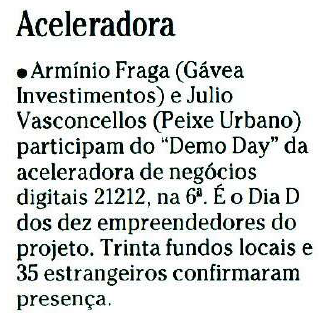 Aceleradora
• Armínio Fraga (Gávea
Investimentos) e Julio
Vasconcellos (Peixe Urbano)
participam do “Demo Day” da
aceleradora de negócios
digitais 21212, na 6ª. É o Dia D
dos dez empreendedores do
projeto. Trinta fundos locais e
35 estrangeiros confirmaram
presença.